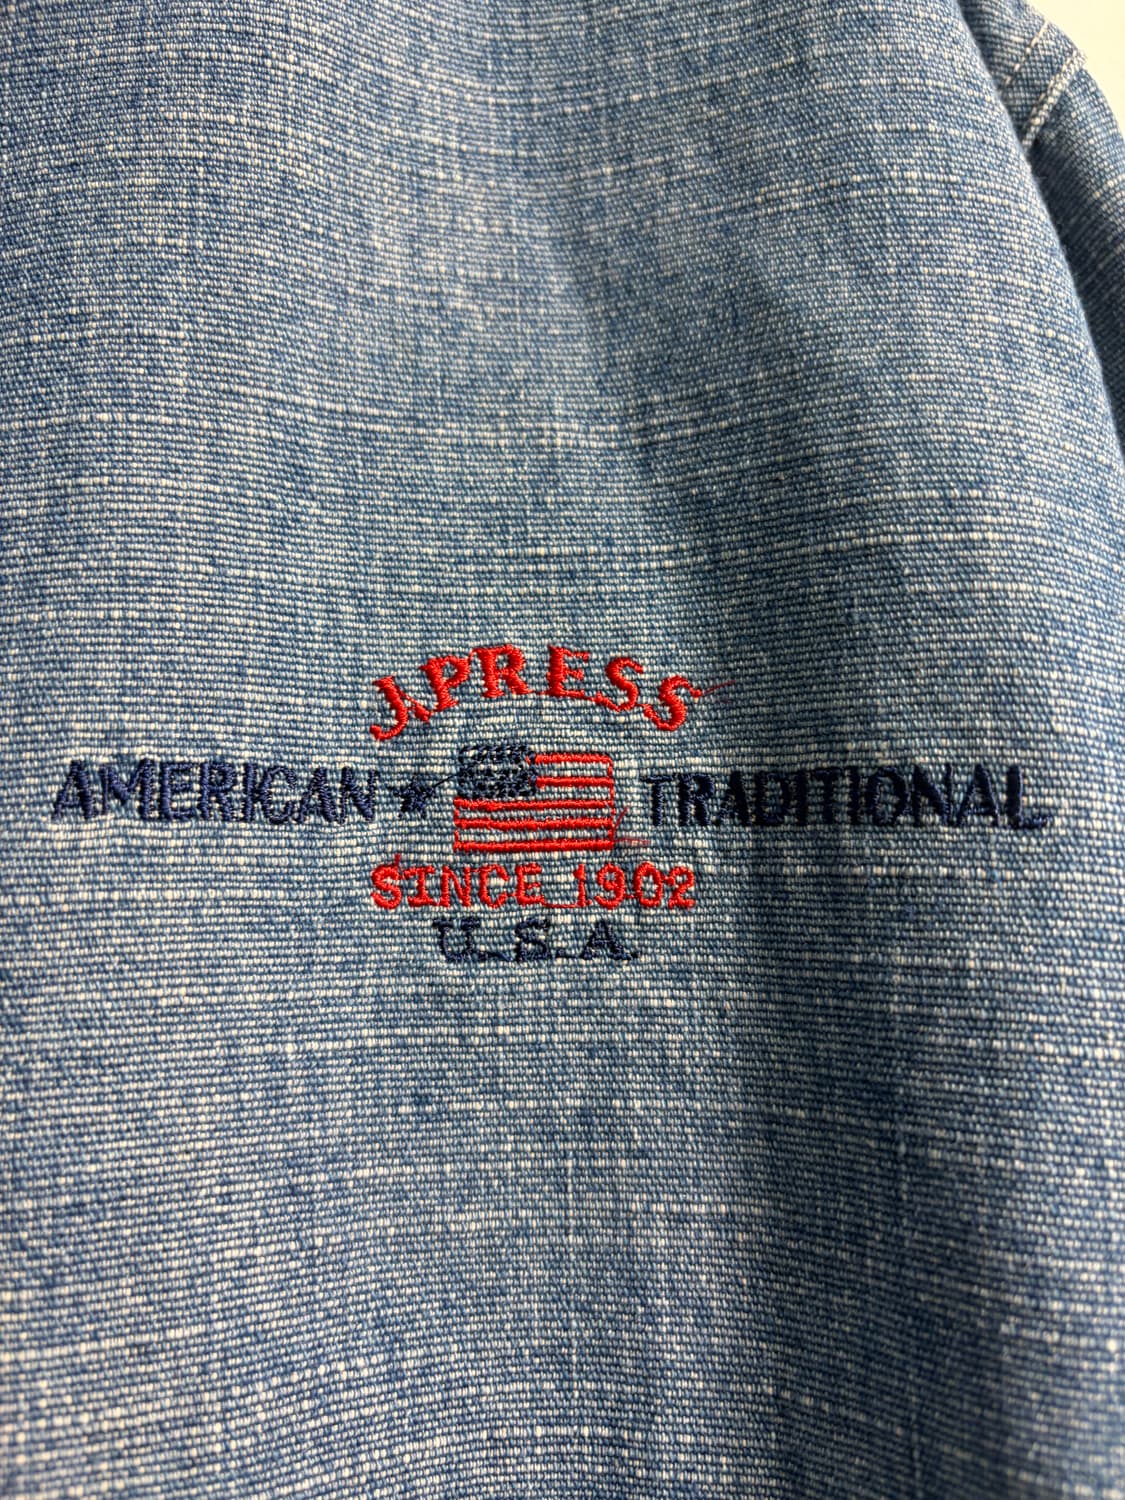 J.PRESS
AMERICAN ★ TRADITIONAL
SINCE 1902
U.S.A.